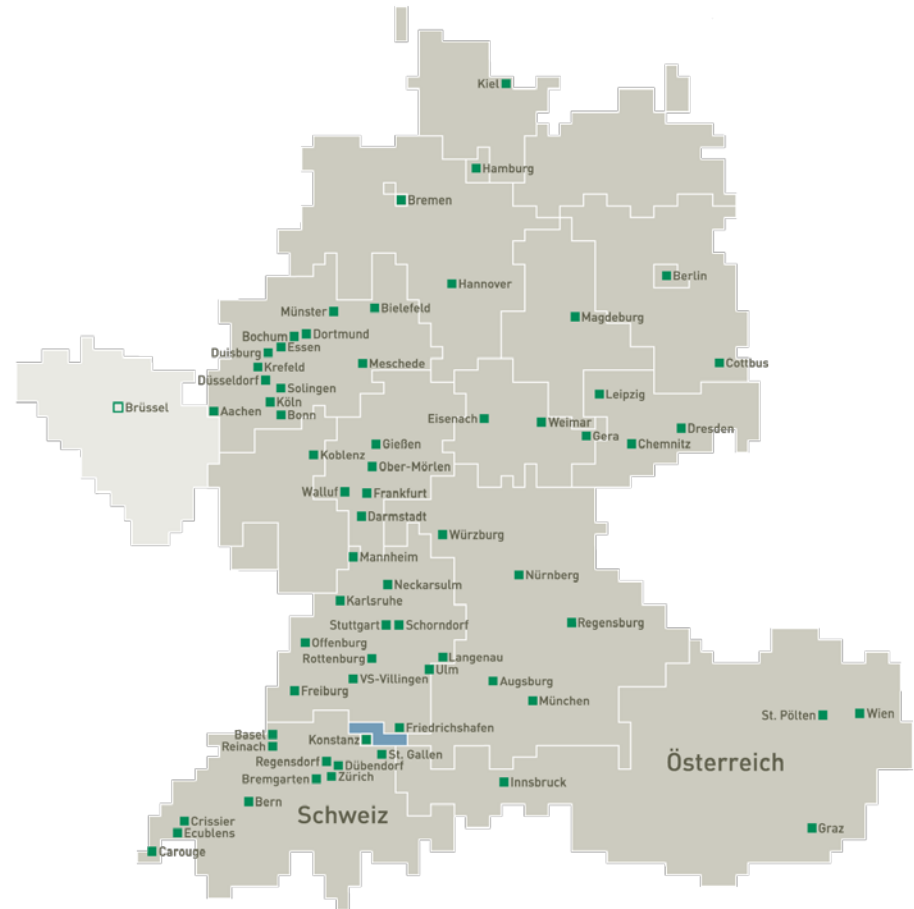 Kiel
Hamburg
Bremen
Berlin
Hannover
Münster
Bielefeld
Magdeburg
Bochum
Dortmund
Essen
Duisburg
Meschede
Cottbus
Krefeld
Düsseldorf
Solingen
Leipzig
Köln
Brüssel
Aachen
Bonn
Eisenach
Weimar
Dresden
Gera
Chemnitz
Gießen
Koblenz
Ober-Mörlen
Walluf
Frankfurt
Darmstadt
Würzburg
Mannheim
Nürnberg
Neckarsulm
Karlsruhe
Stuttgart
Schorndorf
Regensburg
Offenburg
Rottenburg
Langenau
Ulm
VS-Villingen
Augsburg
Freiburg
München
St. Pölten
Wien
Friedrichshafen
Basel
Konstanz
Reinach
St. Gallen
Regensdorf
Dübendorf
Österreich
Bremgarten
Zürich
Innsbruck
Bern
Schweiz
Crissier
Ecublens
Graz
Carouge